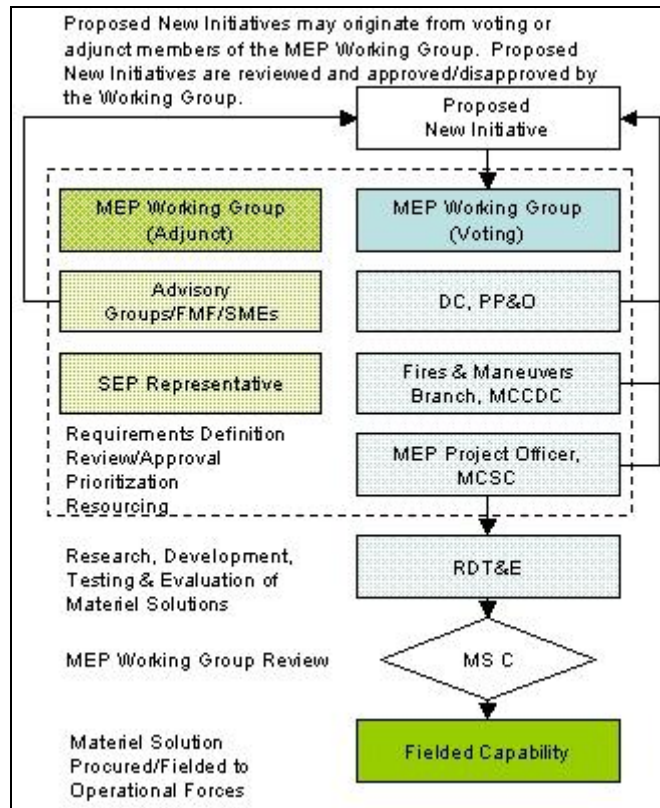 Proposed New Initiatives may originate from voting or
adjunct members of the MEP Working Group.  Proposed
New Initiatives are reviewed and approved/disapproved by
the Working Group.
Proposed
New Initiative
MEP Working Group
(Adjunct)
MEP Working Group
(Voting)
Advisory
Groups/FMF/SMEs
DC, PP&O
SEP Representative
Fires & Maneuvers
Branch, MCCDC
Requirements Definition
Review/Approval
Prioritization
Resourcing
MEP Project Officer,
MCSC
Research, Development,
Testing & Evaluation of
Materiel Solutions
RDT&E
MEP Working Group Review
MS C
Materiel Solution
Procured/Fielded to
Operational Forces
Fielded Capability